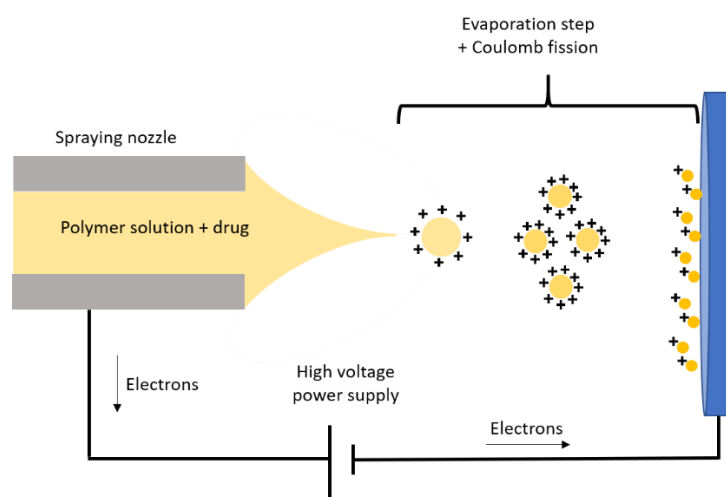 Evaporation step
+ Coulomb fission
Spraying nozzle
Polymer solution + drug
High voltage
power supply
Electrons
Electrons